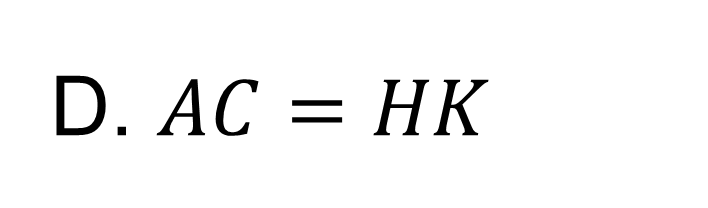 D. AC = HK